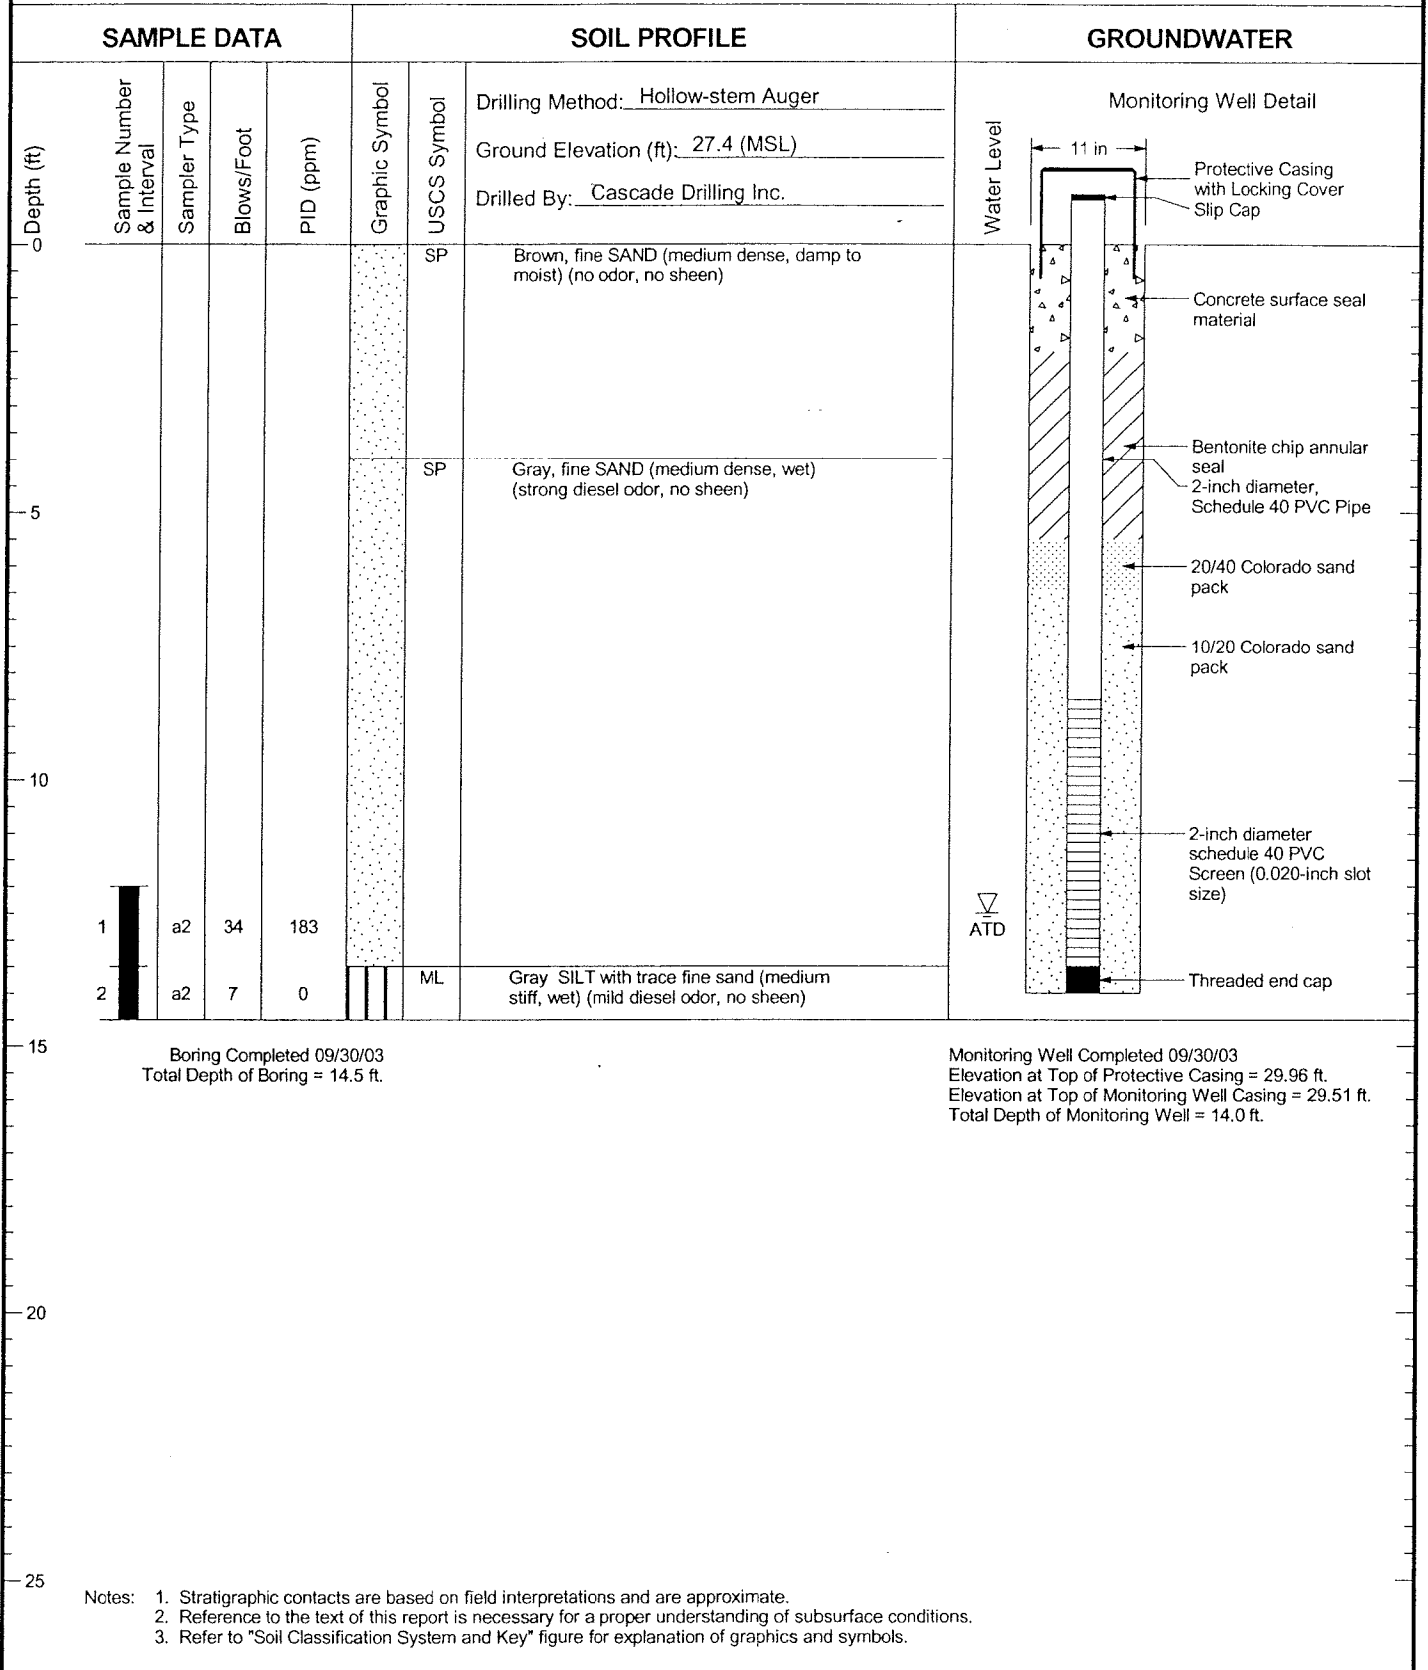 SAMPLE DATA
SOIL PROFILE
GROUNDWATER
Depth (ft)
Sample Number
& Interval
Sampler Type
Blows/Foot
PID (ppm)
Graphic Symbol
USCS Symbol
Drilling Method: Hollow-stem Auger
Ground Elevation (ft): 27.4 (MSL)
Drilled By: Cascade Drilling Inc.
Water Level
Monitoring Well Detail
11 in
Protective Casing
with Locking Cover
Slip Cap
0
SP
Brown, fine SAND (medium dense, damp to
moist) (no odor, no sheen)
Concrete surface seal
material
SP
Gray, fine SAND (medium dense, wet)
(strong diesel odor, no sheen)
Bentonite chip annular
seal
2-inch diameter,
Schedule 40 PVC Pipe
5
20/40 Colorado sand
pack
10/20 Colorado sand
pack
10
2-inch diameter
schedule 40 PVC
Screen (0.020-inch slot
size)
1
a2
34
183
ATD
ML
Gray SILT with trace fine sand (medium
stiff, wet) (mild diesel odor, no sheen)
Threaded end cap
2
a2
7
0
15
Boring Completed 09/30/03
Total Depth of Boring = 14.5 ft.
Monitoring Well Completed 09/30/03
Elevation at Top of Protective Casing = 29.96 ft.
Elevation at Top of Monitoring Well Casing = 29.51 ft.
Total Depth of Monitoring Well = 14.0 ft.
20
25
Notes: 1. Stratigraphic contacts are based on field interpretations and are approximate.
2. Reference to the text of this report is necessary for a proper understanding of subsurface conditions.
3. Refer to "Soil Classification System and Key" figure for explanation of graphics and symbols.